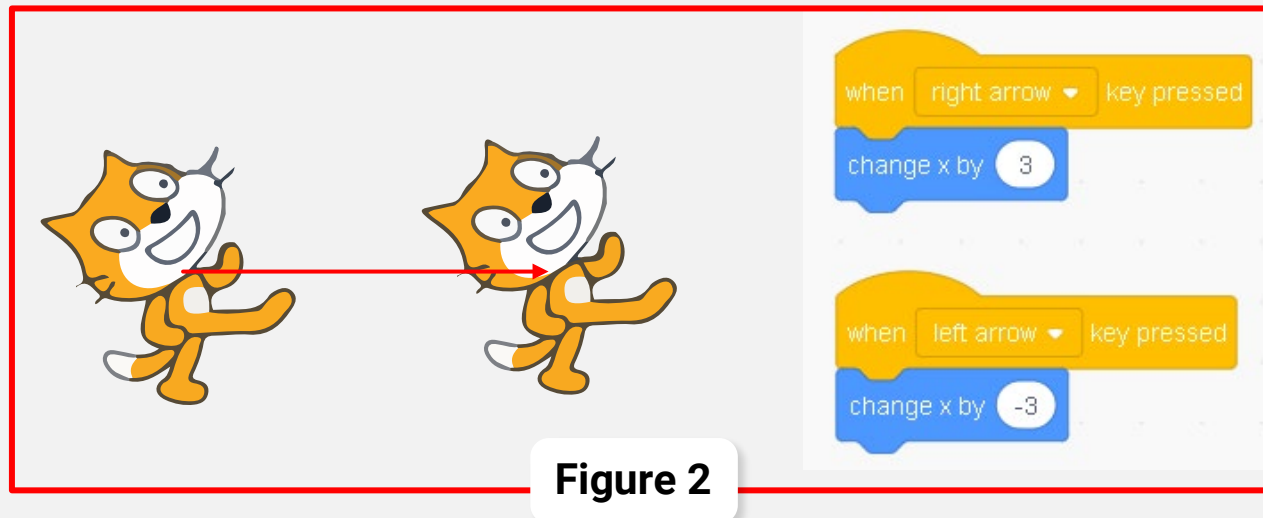 when right arrow key pressed
change x by 3
when left arrow key pressed
change x by -3
Figure 2